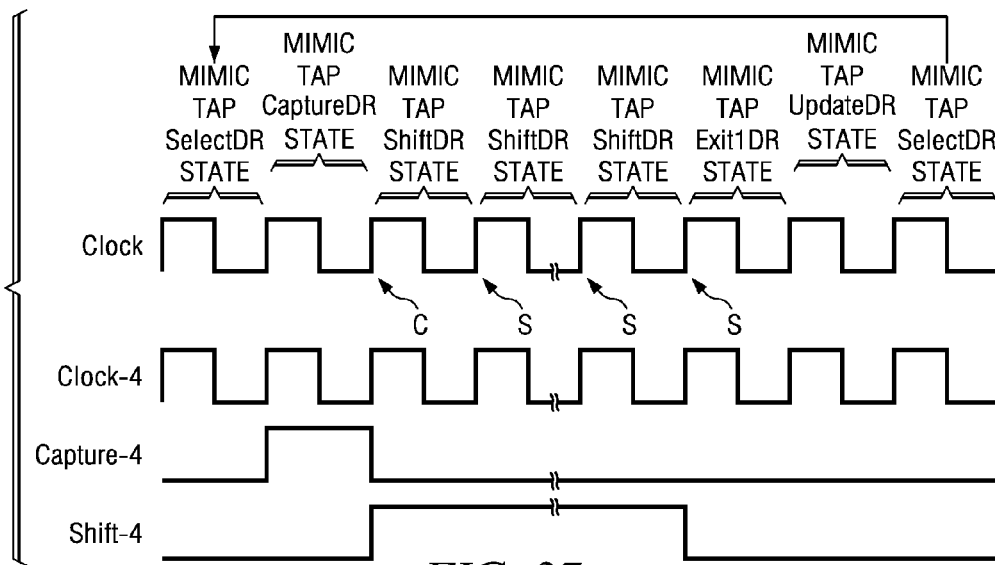 MIMIC
TAP
SelectDR
STATE
MIMIC
TAP
CaptureDR
STATE
MIMIC
TAP
ShiftDR
STATE
MIMIC
TAP
ShiftDR
STATE
MIMIC
TAP
ShiftDR
STATE
MIMIC
TAP
Exit1DR
STATE
MIMIC
TAP
UpdateDR
STATE
MIMIC
TAP
SelectDR
STATE
Clock
C
S
S
S
Clock-4
Capture-4
Shift-4